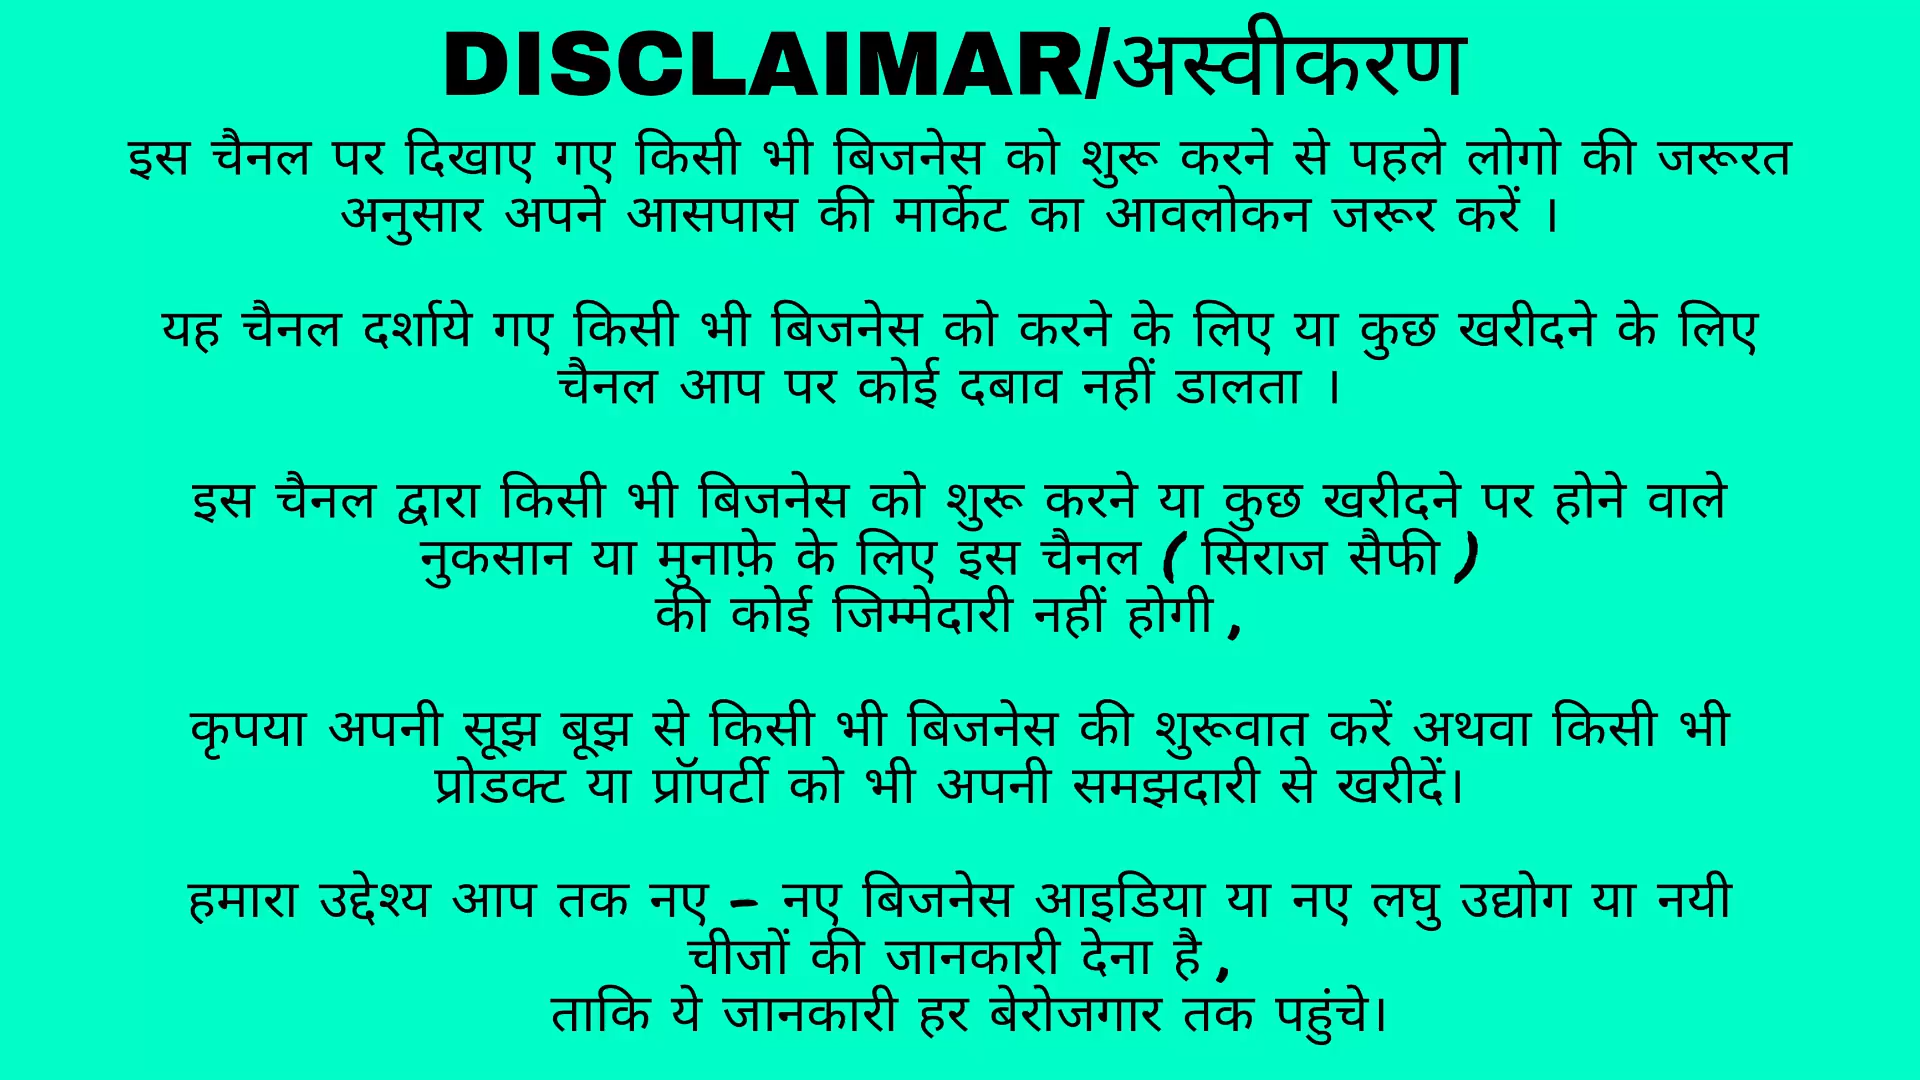 DISCLAIMAR/अस्वीकरण
इस चैनल पर दिखाए गए किसी भी बिजनेस को शुरू करने से पहले लोगो की जरूरत
अनुसार अपने आसपास की मार्केट का आवलोकन जरूर करें ।
यह चैनल दर्शाये गए किसी भी बिजनेस को करने के लिए या कुछ खरीदने के लिए
चैनल आप पर कोई दबाव नहीं डालता ।
इस चैनल द्वारा किसी भी बिजनेस को शुरू करने या कुछ खरीदने पर होने वाले
नुकसान या मुनाफ़े के लिए इस चैनल ( सिराज सैफी )
की कोई जिम्मेदारी नहीं होगी ,
कृपया अपनी सूझ बूझ से किसी भी बिजनेस की शुरूवात करें अथवा किसी भी
प्रोडक्ट या प्रॉपर्टी को भी अपनी समझदारी से खरीदें।
हमारा उद्देश्य आप तक नए - नए बिजनेस आइडिया या नए लघु उद्योग या नयी
चीजों की जानकारी देना है ,
ताकि ये जानकारी हर बेरोजगार तक पहुंचे।